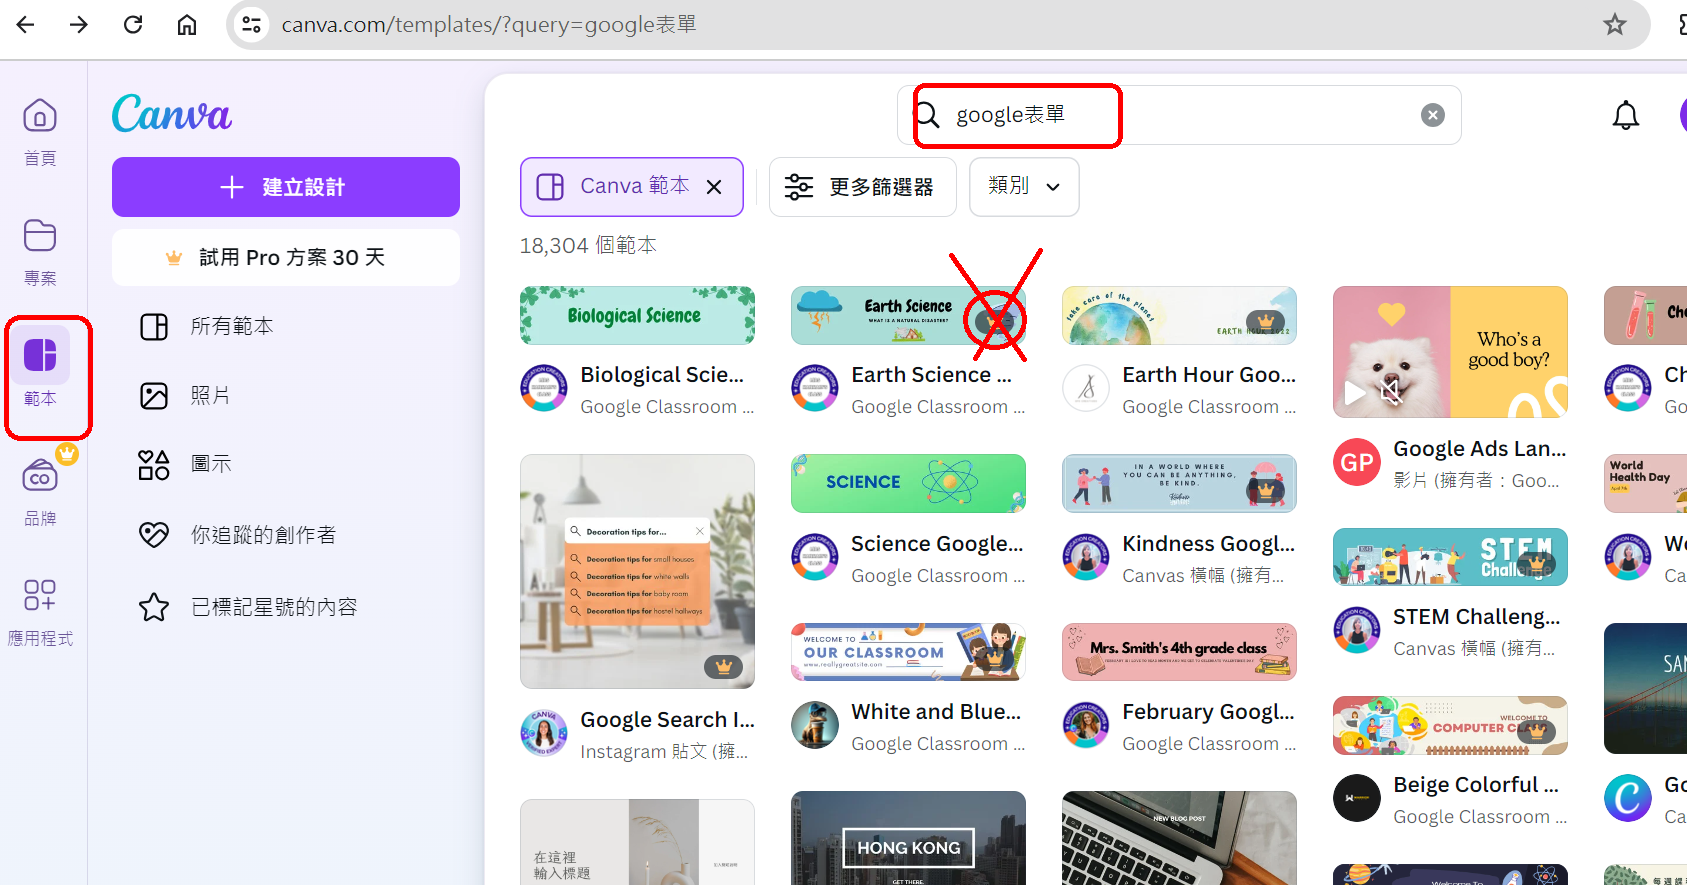 canva.com/templates/?query=google表單
首頁
專案
範本
品牌
應用程式
Canva
建立設計
試用 Pro 方案 30 天
所有範本
照片
圖示
你追蹤的創作者
已標記星號的內容
google表單
Canva 範本
更多篩選器
類別
18,304 個範本
Biological Science
Biological Scie...
Google Classroom ...
Earth Science
WHAT IS A NATURAL DISASTER?
Earth Science ...
Google Classroom ...
take care of the planet
EARTH HOUR 2022
Earth Hour Goo...
Google Classroom ...
Who's a
good boy?
Google Ads Lan...
影片 (擁有者：Goo...
GP
Decoration tips for...
Decoration tips for small houses
Decoration tips for white walls
Decoration tips for baby room
Decoration tips for hostel hallways
Google Search I...
Instagram 貼文 (擁...
SCIENCE
Science Google...
Google Classroom ...
IN A WORLD WHERE
YOU CAN BE ANYTHING,
BE KIND.
Kindness Googl...
Canvas 橫幅 (擁有...
World
Health Day
STEM
Challenge
STEM Challeng...
Canvas 橫幅 (擁有...
WELCOME TO
OUR CLASSROOM
www.reallygreatsite.com
White and Blue...
Google Classroom ...
Mrs. Smith's 4th grade class
February Googl...
Google Classroom ...
WELCOME TO
COMPUTER CLASS
Beige Colorful ...
Google Classroom ...
在這裡
輸入標題
HONG KONG
GET THERE.
NEW BLOG POST
Welcome To